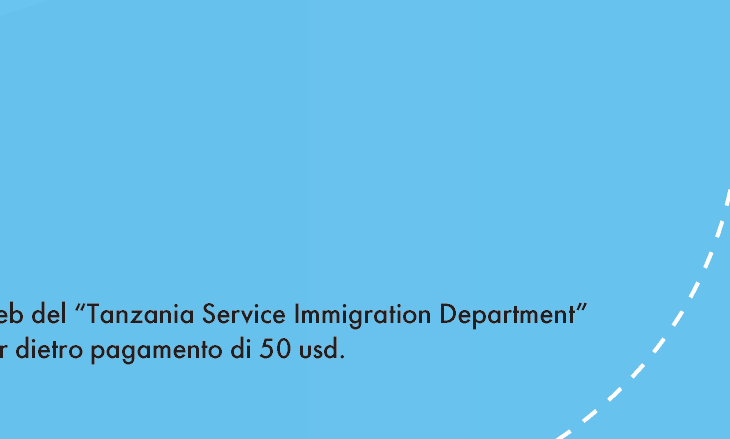 eb del “Tanzania Service Immigration Department”
r dietro pagamento di 50 usd.